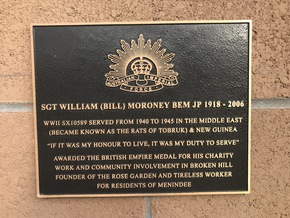 AUSTRALIAN IMPERIAL
FORCE
SGT WILLIAM (BILL) MORONEY BEM JP 1918 - 2006
WWII SX10589 SERVED FROM 1940 TO 1945 IN THE MIDDLE EAST
(BECAME KNOWN AS THE RATS OF TOBRUK) & NEW GUINEA
"IF IT WAS MY HONOUR TO LIVE, IT WAS MY DUTY TO SERVE"
AWARDED THE BRITISH EMPIRE MEDAL FOR HIS CHARITY
WORK AND COMMUNITY INVOLVEMENT IN BROKEN HILL
FOUNDER OF THE ROSE GARDEN AND TIRELESS WORKER
FOR RESIDENTS OF MENINDEE